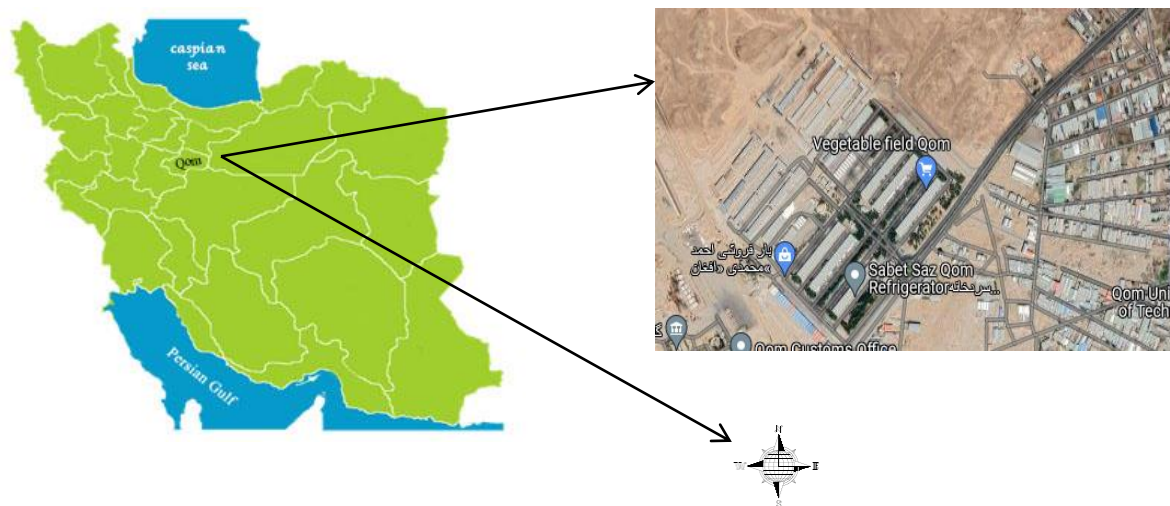 caspian
sea
Qom
Persian Gulf
Vegetable field Qom
بار فروشی احمد
محمدی «افغان»
Sabet Saz Qom
Refrigeratorسردخانه...
Qom Uni
of Tech
Qom Customs Office
N
W
E
S